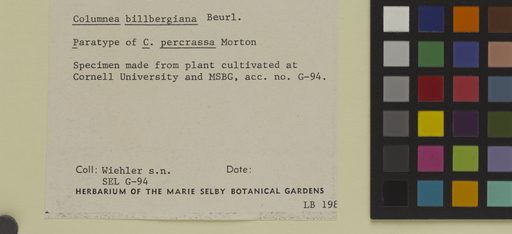 Columnea billbergiana Beurl.
Paratype of C. percrassa Morton
Specimen made from plant cultivated at
Cornell University and MSBG, acc. no. G-94.
Coll: Wiehler s.n. Date:
SEL G-94
HERBARIUM OF THE MARIE SELBY BOTANICAL GARDENS
LB 198